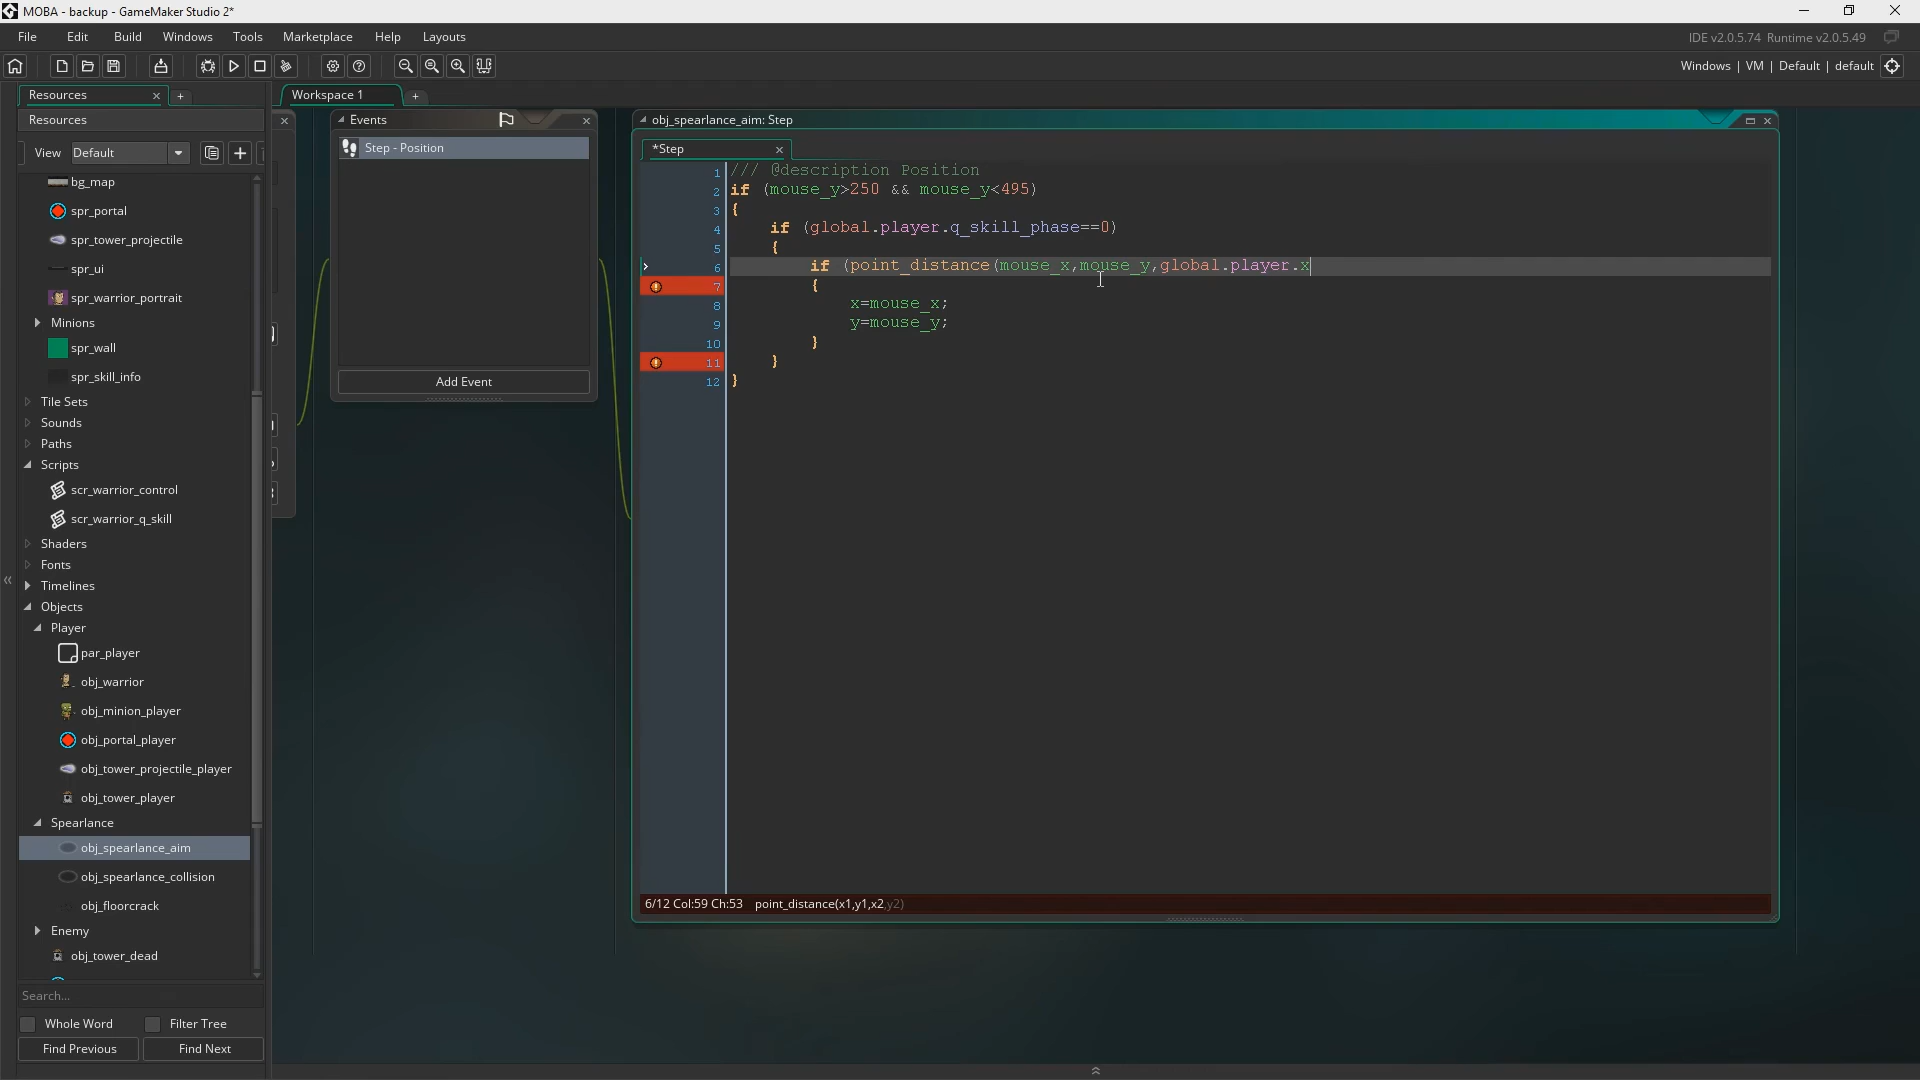 MOBA - backup - GameMaker Studio 2*
File Edit Build Windows Tools Marketplace Help Layouts
IDE v2.0.5.74 Runtime v2.0.5.49
Windows | VM | Default | default
Resources
Workspace 1
Resources
View Default
bg_map
spr_portal
spr_tower_projectile
spr_ui
spr_warrior_portrait
Minions
spr_wall
spr_skill_info
Tile Sets
Sounds
Paths
Scripts
scr_warrior_control
scr_warrior_q_skill
Shaders
Fonts
Timelines
Objects
Player
par_player
obj_warrior
obj_minion_player
obj_portal_player
obj_tower_projectile_player
obj_tower_player
Spearlance
obj_spearlance_aim
obj_spearlance_collision
obj_floorcrack
Enemy
obj_tower_dead
Search...
Whole Word Filter Tree
Find Previous Find Next
Events
Step - Position
Add Event
obj_spearlance_aim: Step
*Step
1 /// @description Position
2 if (mouse_y>250 && mouse_y<495)
3 {
4 if (global.player.q_skill_phase==0)
5 {
6 if (point_distance(mouse_x,mouse_y,global.player.x
7 {
8 x=mouse_x;
9 y=mouse_y;
10 }
11 }
12 }
6/12 Col:59 Ch:53 point_distance(x1,y1,x2,y2)